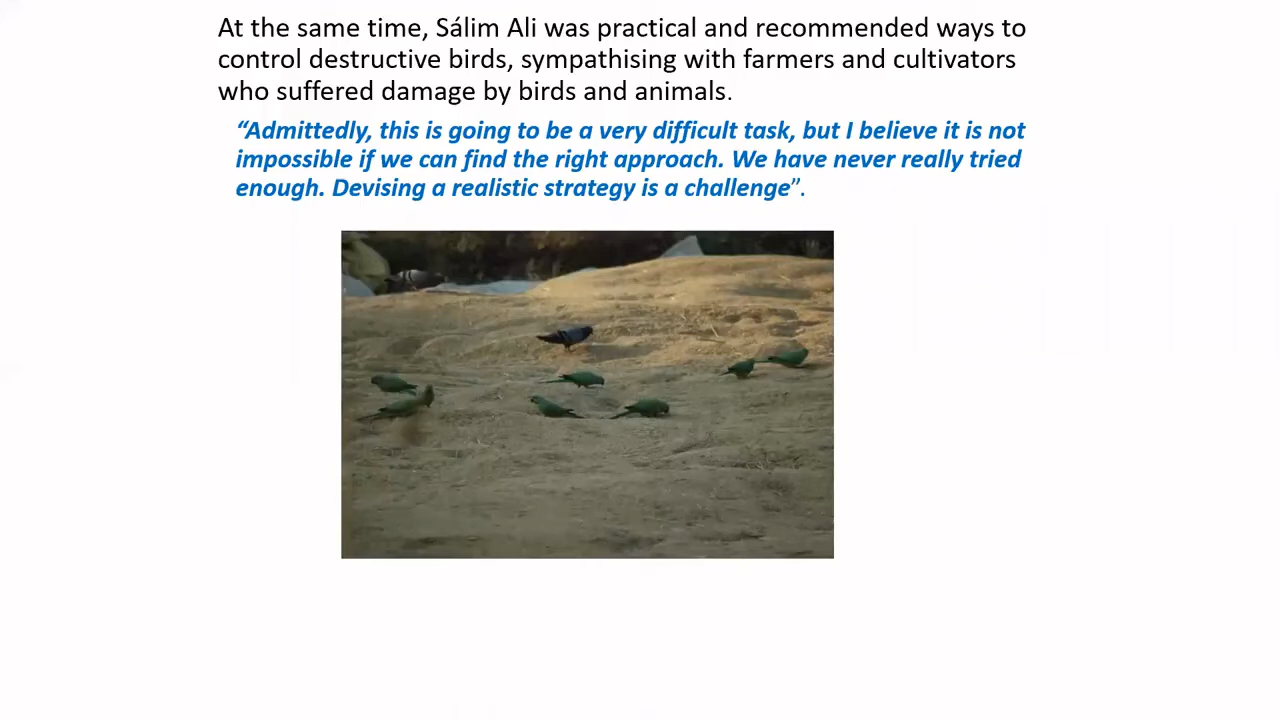 At the same time, Sálim Ali was practical and recommended ways to
control destructive birds, sympathising with farmers and cultivators
who suffered damage by birds and animals.
“Admittedly, this is going to be a very difficult task, but I believe it is not
impossible if we can find the right approach. We have never really tried
enough. Devising a realistic strategy is a challenge”.